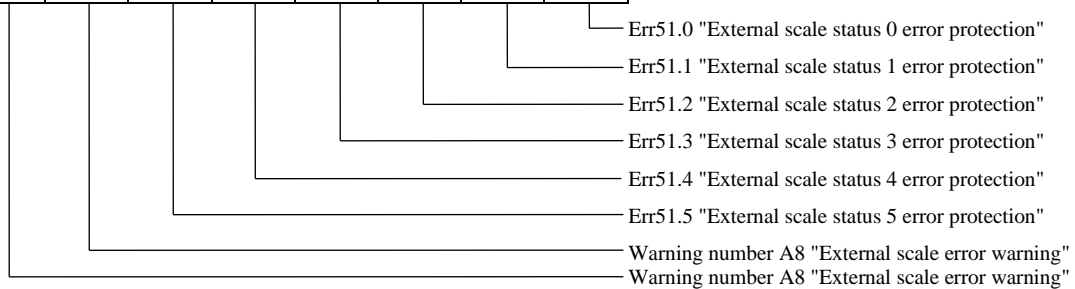 Err51.0 "External scale status 0 error protection"
Err51.1 "External scale status 1 error protection"
Err51.2 "External scale status 2 error protection"
Err51.3 "External scale status 3 error protection"
Err51.4 "External scale status 4 error protection"
Err51.5 "External scale status 5 error protection"
Warning number A8 "External scale error warning"
Warning number A8 "External scale error warning"